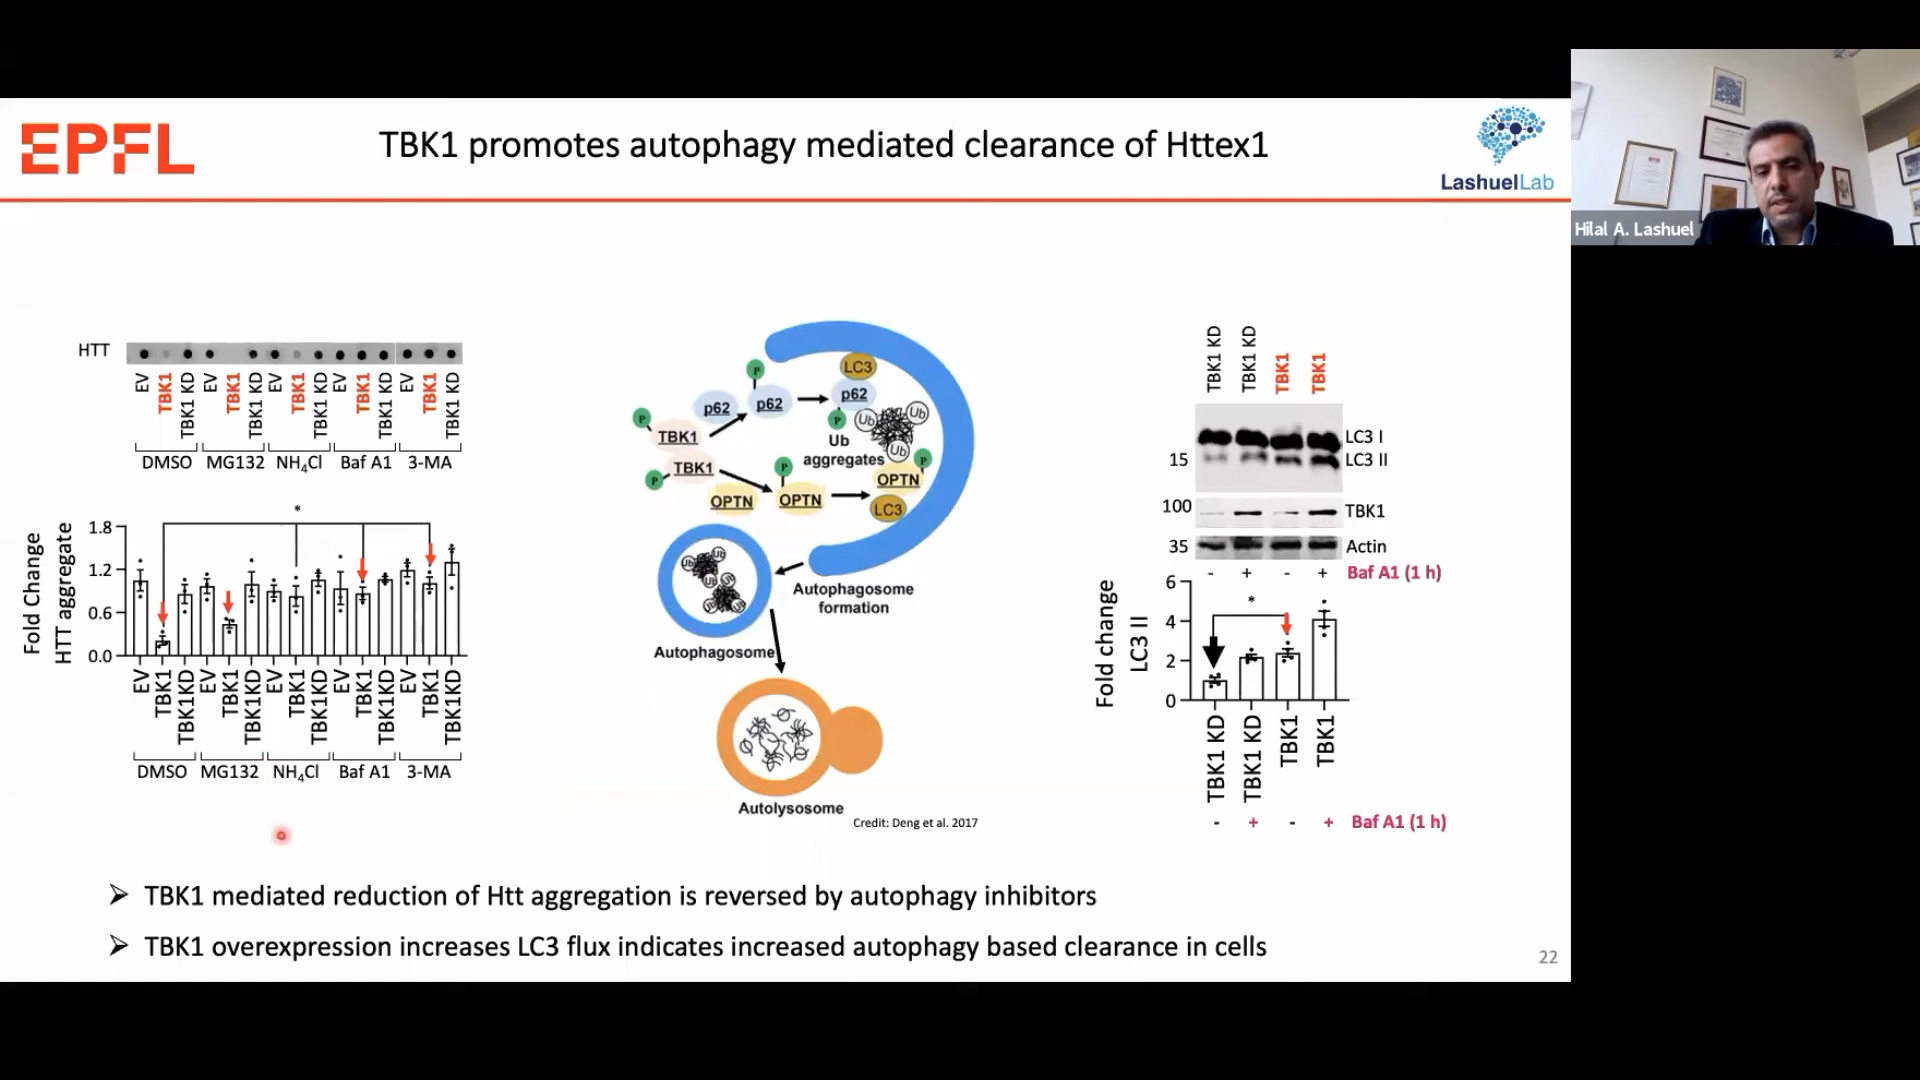 EPFL
TBK1 promotes autophagy mediated clearance of Httex1
LashuelLab
Hilal A. Lashuel
HTT
EV TBK1 TBK1 KD EV TBK1 TBK1 KD EV TBK1 TBK1 KD EV TBK1 TBK1 KD EV TBK1 TBK1 KD
DMSO MG132 NH4Cl Baf A1 3-MA
Fold Change
HTT aggregate
*
1.8
1.2
0.6
0.0
EV TBK1 TBK1KD EV TBK1 TBK1KD EV TBK1 TBK1KD EV TBK1 TBK1KD EV TBK1 TBK1KD
DMSO MG132 NH4Cl Baf A1 3-MA
P
LC3
p62
p62
p62
P
P
TBK1
Ub
aggregates
Ub
Ub
Ub
TBK1
P
P
P
OPTN
OPTN
OPTN
LC3
Ub
Ub
Ub
Ub
Ub
Autophagosome
formation
Autophagosome
Autolysosome
Credit: Deng et al. 2017
TBK1 KD TBK1 KD TBK1 TBK1
LC3 I
15 LC3 II
100 TBK1
35 Actin
- + - + Baf A1 (1 h)
Fold change
LC3 II
*
6
4
2
0
TBK1 KD TBK1 KD TBK1 TBK1
- + - + Baf A1 (1 h)
➢ TBK1 mediated reduction of Htt aggregation is reversed by autophagy inhibitors
➢ TBK1 overexpression increases LC3 flux indicates increased autophagy based clearance in cells
22